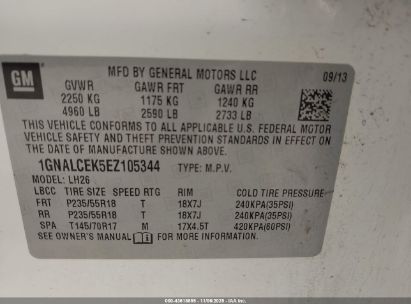 GM
MFD BY GENERAL MOTORS LLC 09/13
GVWR GAWR FRT GAWR RR
2250 KG 1175 KG 1240 KG
4960 LB 2590 LB 2733 LB
THIS VEHICLE CONFORMS TO ALL APPLICABLE U.S. FEDERAL MOTOR
VEHICLE SAFETY, BUMPER, AND THEFT PREVENTION STANDARDS IN EFFECT ON
THE DATE OF MANUFACTURE SHOWN ABOVE.
1GNALCEK5EZ105344 TYPE: M.P.V.
MODEL: LH26
LBCC TIRE SIZE SPEED RTG RIM COLD TIRE PRESSURE
FRT P235/55R18 T 18X7J 240KPA(35PSI)
RR P235/55R18 T 18X7J 240KPA(35PSI)
SPA T145/70R17 M 17X4.5T 420KPA(60PSI)
SEE OWNER'S MANUAL FOR MORE INFORMATION.